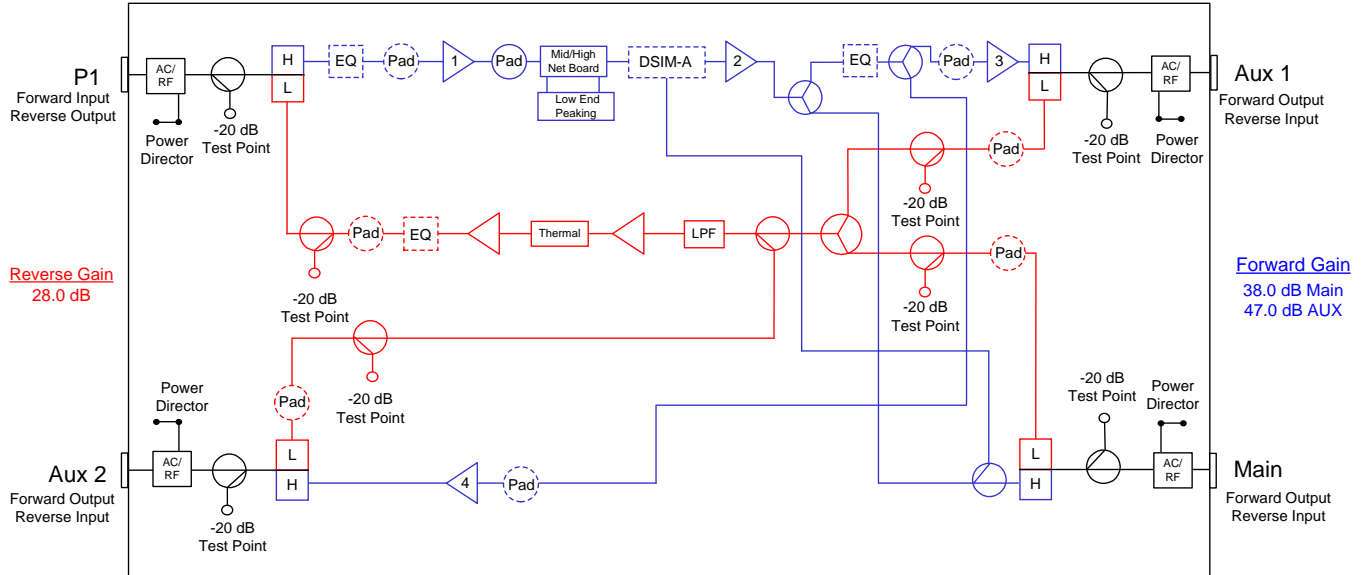 P1
Forward Input
Reverse Output
AC/
RF
Power
Director
-20 dB
Test Point
H
L
EQ
Pad
1
Pad
Mid/High
Net Board
Low End
Peaking
DSIM-A
2
EQ
Pad
3
H
L
-20 dB
Test Point
AC/
RF
Power
Director
Aux 1
Forward Output
Reverse Input
-20 dB
Test Point
Pad
Pad
EQ
Thermal
LPF
-20 dB
Test Point
-20 dB
Test Point
Pad
Reverse Gain
28.0 dB
Forward Gain
38.0 dB Main
47.0 dB AUX
-20 dB
Test Point
Pad
Power
Director
AC/
RF
Aux 2
Forward Output
Reverse Input
-20 dB
Test Point
L
H
4
Pad
L
H
-20 dB
Test Point
Power
Director
AC/
RF
Main
Forward Output
Reverse Input